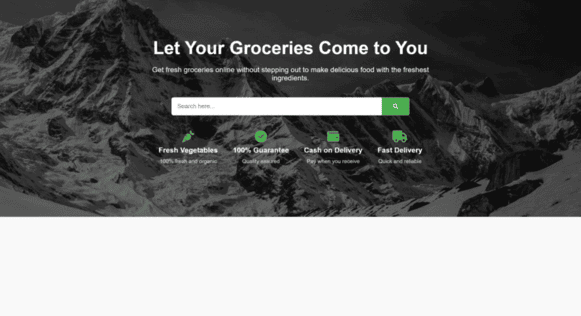 Let Your Groceries Come to You
Get fresh groceries online without stepping out to make delicious food with the freshest
ingredients.
Search here...
Fresh Vegetables
100% Guarantee
Cash on Delivery
Fast Delivery
100% fresh and organic
Quality assured
Pay when you receive
Quick and reliable